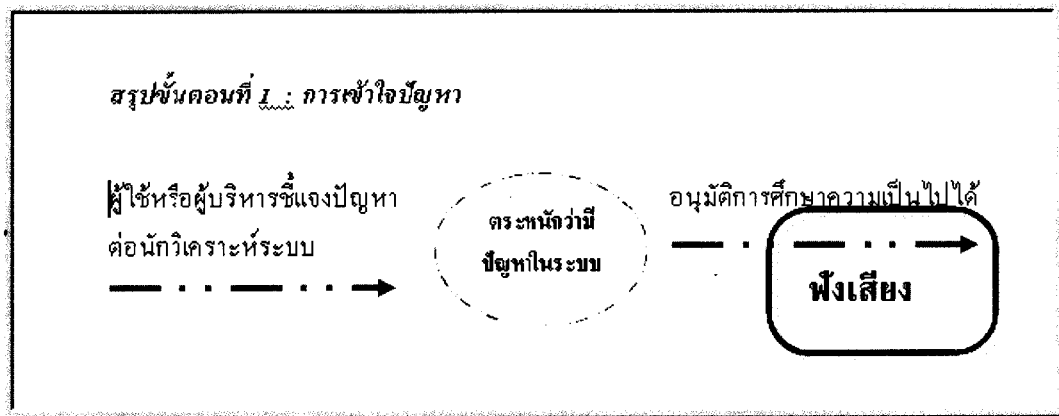 สรุปขั้นตอนที่ 1 : การเข้าใจปัญหา
ผู้ใช้หรือผู้บริหารชี้แจงปัญหา
ต่อนักวิเคราะห์ระบบ
ตระหนักว่ามี
ปัญหาในระบบ
อนุมัติการศึกษาความเป็นไปได้
ฟังเสียง